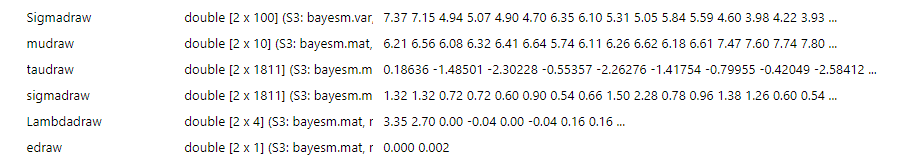 Sigmadraw double [2 x 100] (S3: bayesm.var, 7.37 7.15 4.94 5.07 4.90 4.70 6.35 6.10 5.31 5.05 5.84 5.59 4.60 3.98 4.22 3.93 ...
mudraw double [2 x 10] (S3: bayesm.mat, 6.21 6.56 6.08 6.32 6.41 6.64 5.74 6.11 6.26 6.62 6.18 6.61 7.47 7.60 7.74 7.80 ...
taudraw double [2 x 1811] (S3: bayesm.m 0.18636 -1.48501 -2.30228 -0.55357 -2.26276 -1.41754 -0.79955 -0.42049 -2.58412 ...
sigmadraw double [2 x 1811] (S3: bayesm.m 1.32 1.32 0.72 0.72 0.60 0.90 0.54 0.66 1.50 2.28 0.78 0.96 1.38 1.26 0.60 0.54 ...
Lambdadraw double [2 x 4] (S3: bayesm.mat, r 3.35 2.70 0.00 -0.04 0.00 -0.04 0.16 0.16 ...
edraw double [2 x 1] (S3: bayesm.mat, r 0.000 0.002